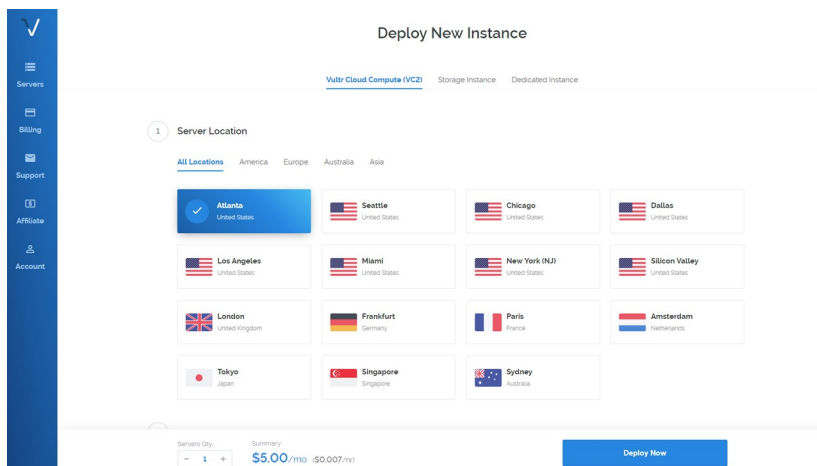 Deploy New Instance
Servers
Billing
Support
Affiliate
Account
Vultr Cloud Compute (VC2) Storage Instance Dedicated Instance
1 Server Location
All Locations America Europe Australia Asia
Atlanta
United States
Seattle
United States
Chicago
United States
Dallas
United States
Los Angeles
United States
Miami
United States
New York (NJ)
United States
Silicon Valley
United States
London
United Kingdom
Frankfurt
Germany
Paris
France
Amsterdam
Netherlands
Tokyo
Japan
Singapore
Singapore
Sydney
Australia
Servers Qty:
- 1 +
Summary:
$5.00/mo ($0.007/hr)
Deploy Now